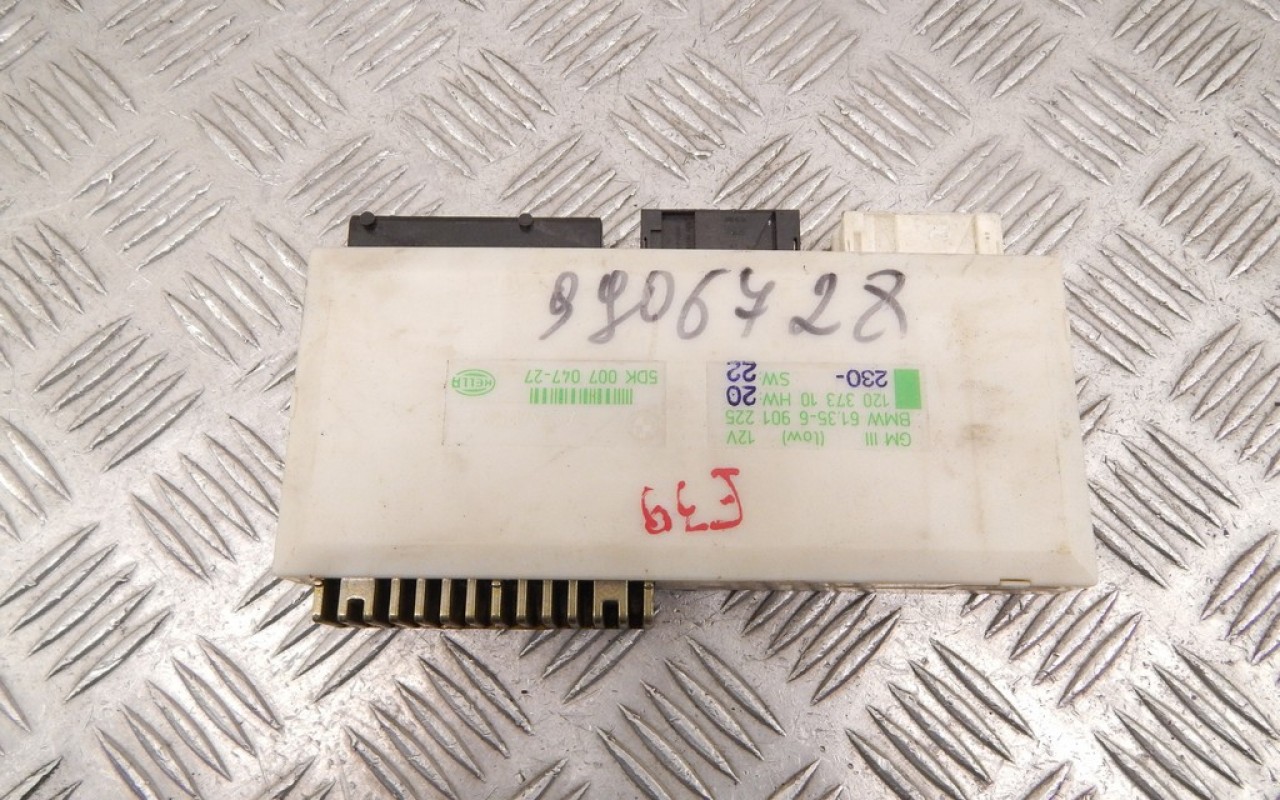 9906728
E39
GM III (low) 12V
BMW 61.35-6 901 225
120 373 10 HW: 20
230- SW: 22
5DK 007 047-27
HELLA